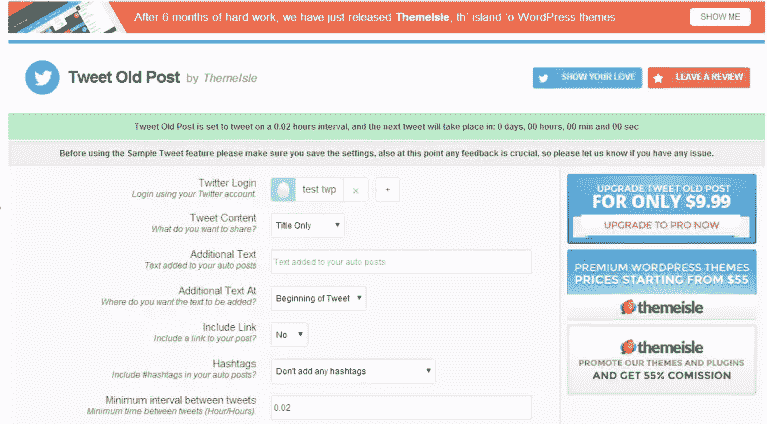 After 6 months of hard work, we have just released ThemeIsle, th' island 'o WordPress themes
SHOW ME
Tweet Old Post by ThemeIsle
SHOW YOUR LOVE
LEAVE A REVIEW
Tweet Old Post is set to tweet on a 0.02 hours interval, and the next tweet will take place in: 0 days, 00 hours, 00 min and 00 sec
Before using the Sample Tweet feature please make sure you save the settings, also at this point any feedback is crucial, so please let us know if you have any issue.
Twitter Login
Login using your Twitter account.
test twp × +
Tweet Content
What do you want to share?
Title Only
Additional Text
Text added to your auto posts
Text added to your auto posts
Additional Text At
Where do you want the text to be added?
Beginning of Tweet
Include Link
Include a link to your post?
No
Hashtags
Include #hashtags in your auto posts?
Don't add any hashtags
Minimum interval between tweets
Minimum time between tweets (Hour/Hours)
0.02
UPGRADE TWEET OLD POST
FOR ONLY $9.99
UPGRADE TO PRO NOW
PREMIUM WORDPRESS THEMES
PRICES STARTING FROM $55
themeisle
themeisle
PROMOTE OUR THEMES AND PLUGINS
AND GET 55% COMISSION